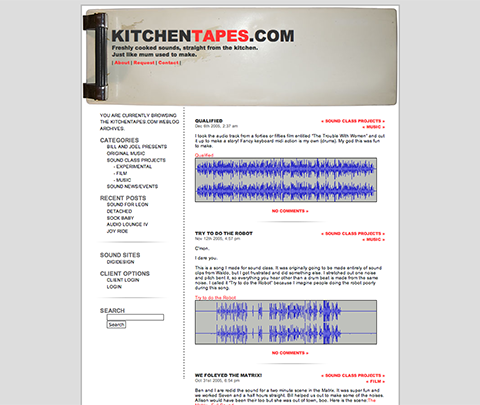 KITCHENTAPES.COM
Freshly cooked sounds, straight from the kitchen.
Just like mum used to make.
| About | Request | Contact |
YOU ARE CURRENTLY BROWSING
THE KITCHENTAPES.COM WEBLOG
ARCHIVES.
CATEGORIES
BILL AND JOEL PRESENTS
ORIGINAL MUSIC
SOUND CLASS PROJECTS
- EXPERIMENTAL
- FILM
- MUSIC
SOUND NEWS/EVENTS
RECENT POSTS
SOUND FOR LEON
DETACHED
SOCK BABY
AUDIO LOUNGE IV
JOY RIDE
SOUND SITES
DIGIDESIGN
CLIENT OPTIONS
CLIENT LOGIN
LOGIN
SEARCH
Search
QUALIFIED
« SOUND CLASS PROJECTS »
Dec 6th 2005, 2:37 am
« MUSIC »
I took the audio track from a forties or fifties film entitled "The Trouble With Women" and cut
it up to make a story! Fancy keyboard midi action is my own (drums). My god this was fun
to make.
Qualified
NO COMMENTS »
TRY TO DO THE ROBOT
« SOUND CLASS PROJECTS »
Nov 12th 2005, 4:57 pm
« MUSIC »
C'mon.
I dare you.
This is a song I made for sound class. It was originally going to be made entirely of sound
clips from Waldo, but I got frustrated and did something else. I stretched out one noise
and pitch bent it, so everything you hear other than a drum beat is made from the same
noise. I called it "Try to do the Robot" because I imagine people doing the robot poorly
during this song.
Try to do the Robot
NO COMMENTS »
WE FOLEYED THE MATRIX!
« SOUND CLASS PROJECTS »
Oct 31st 2005, 6:54 pm
« FILM »
Ben and I are redid the sound for a two minute scene in the Matrix. It was super fun and
we worked Seven and a half hours straight. Bill helped us out to make some of the noises.
Alison would have been their too but she was out of town, boo. Here is the scene:The